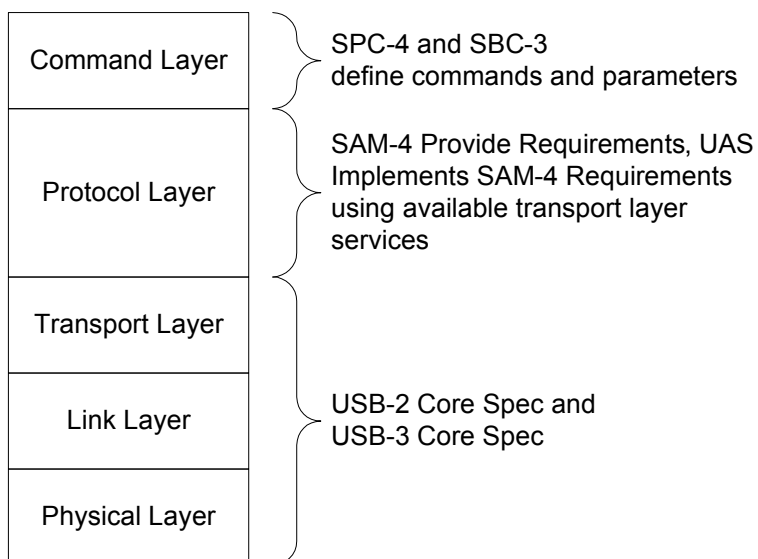 Command Layer
SPC-4 and SBC-3
define commands and parameters
Protocol Layer
SAM-4 Provide Requirements, UAS
Implements SAM-4 Requirements
using available transport layer
services
Transport Layer
Link Layer
USB-2 Core Spec and
USB-3 Core Spec
Physical Layer